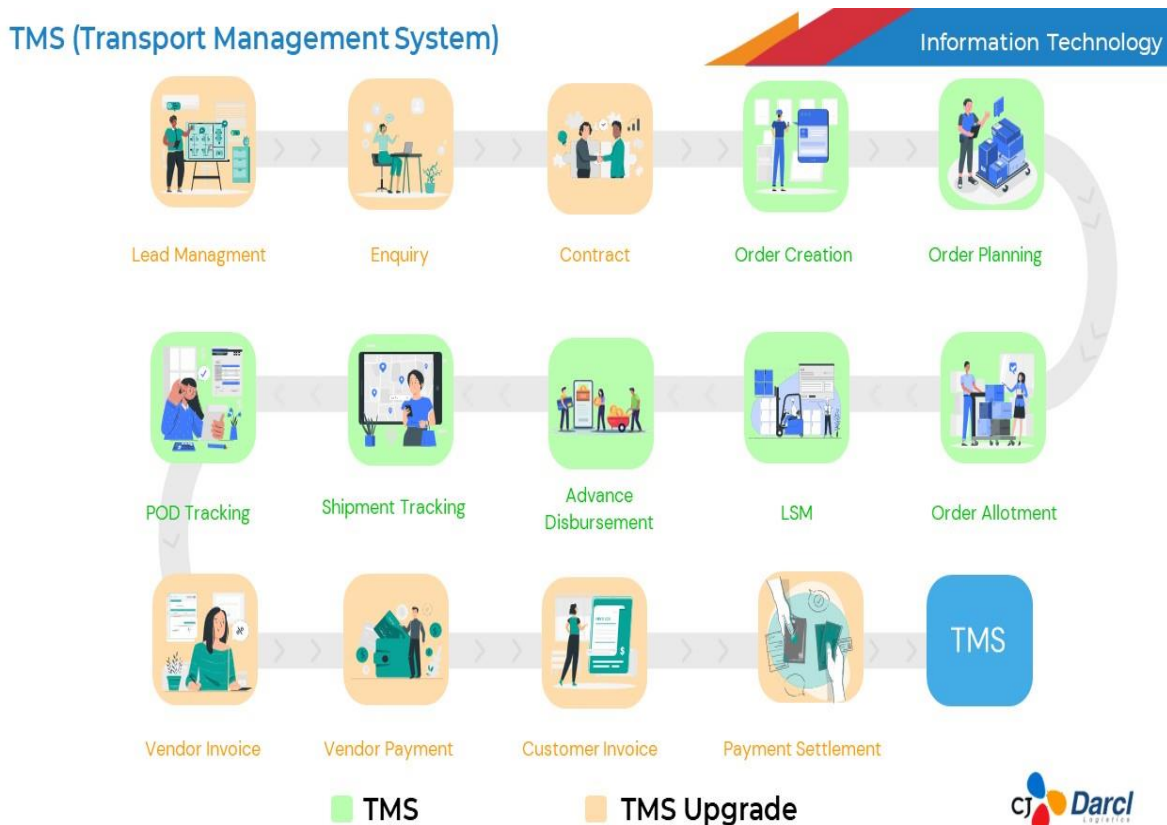 TMS (Transport Management System)
Information Technology
Lead Managment
Enquiry
Contract
Order Creation
Order Planning
POD Tracking
Shipment Tracking
Advance
Disbursement
LSM
Order Allotment
Vendor Invoice
Vendor Payment
Customer Invoice
Payment Settlement
TMS
TMS
TMS Upgrade
CJ Darcl
Logistics